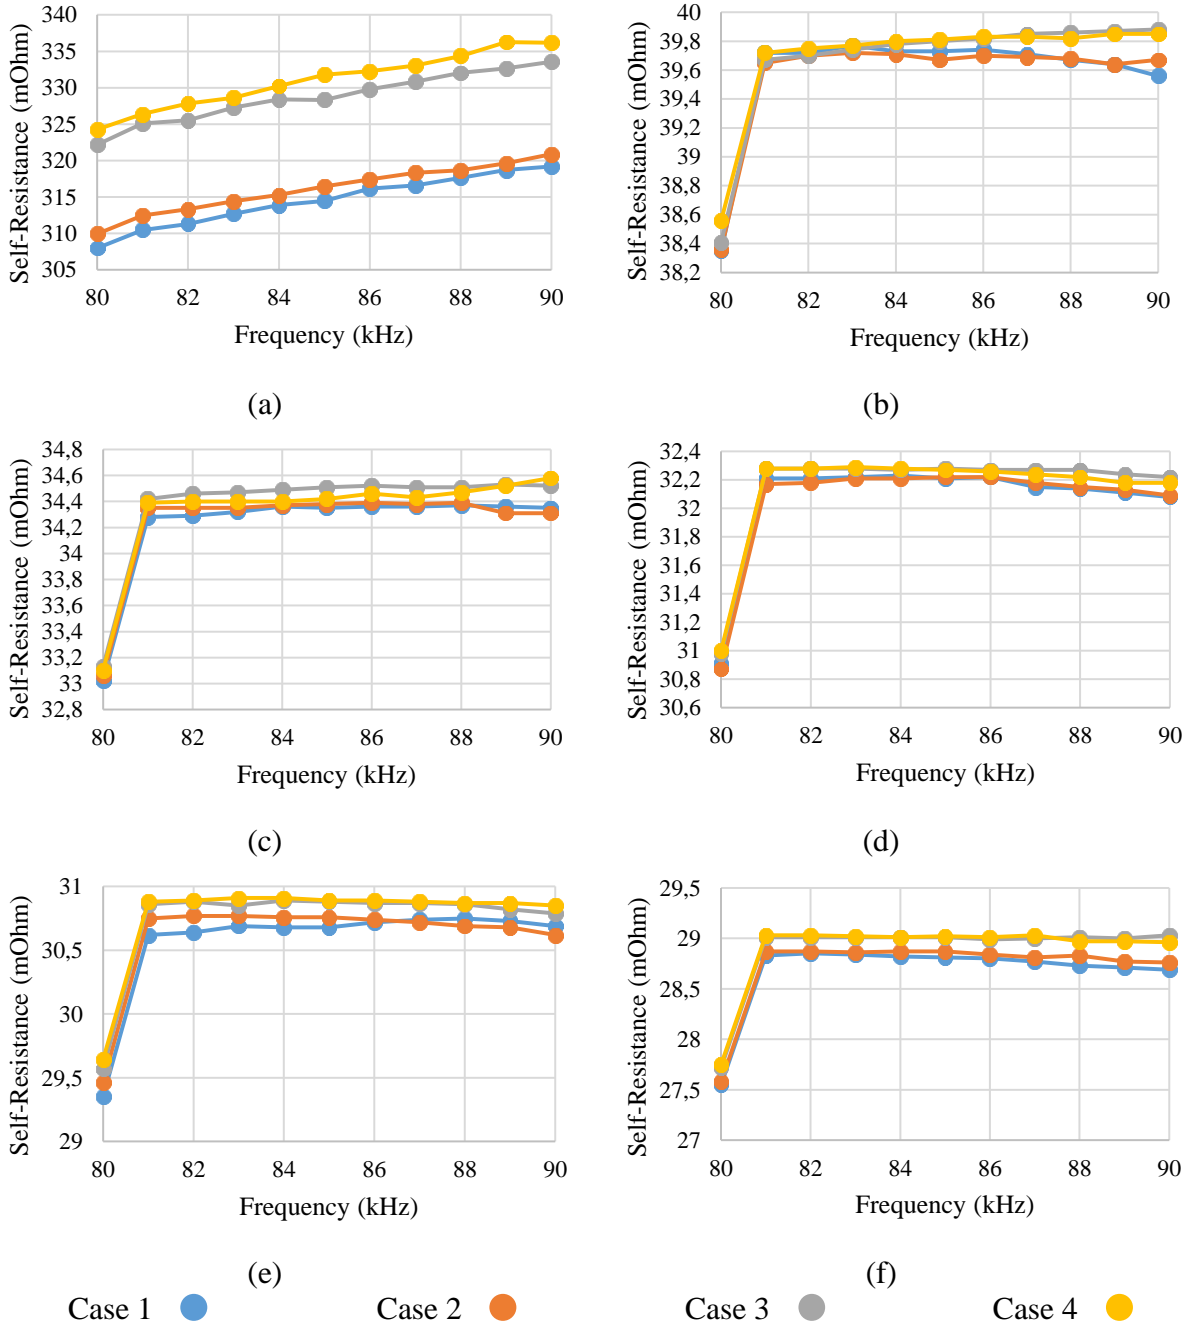 340
335
330
325
320
315
310
305
80 82 84 86 88 90
Self-Resistance (mOhm)
Frequency (kHz)
(a)
40
39,8
39,6
39,4
39,2
39
38,8
38,6
38,4
38,2
80 82 84 86 88 90
Self-Resistance (mOhm)
Frequency (kHz)
(b)
34,8
34,6
34,4
34,2
34
33,8
33,6
33,4
33,2
33
32,8
80 82 84 86 88 90
Self-Resistance (mOhm)
Frequency (kHz)
(c)
32,4
32,2
32
31,8
31,6
31,4
31,2
31
30,8
30,6
80 82 84 86 88 90
Self-Resistance (mOhm)
Frequency (kHz)
(d)
31
30,5
30
29,5
29
80 82 84 86 88 90
Self-Resistance (mOhm)
Frequency (kHz)
(e)
29,5
29
28,5
28
27,5
27
80 82 84 86 88 90
Self-Resistance (mOhm)
Frequency (kHz)
(f)
Case 1 Case 2 Case 3 Case 4